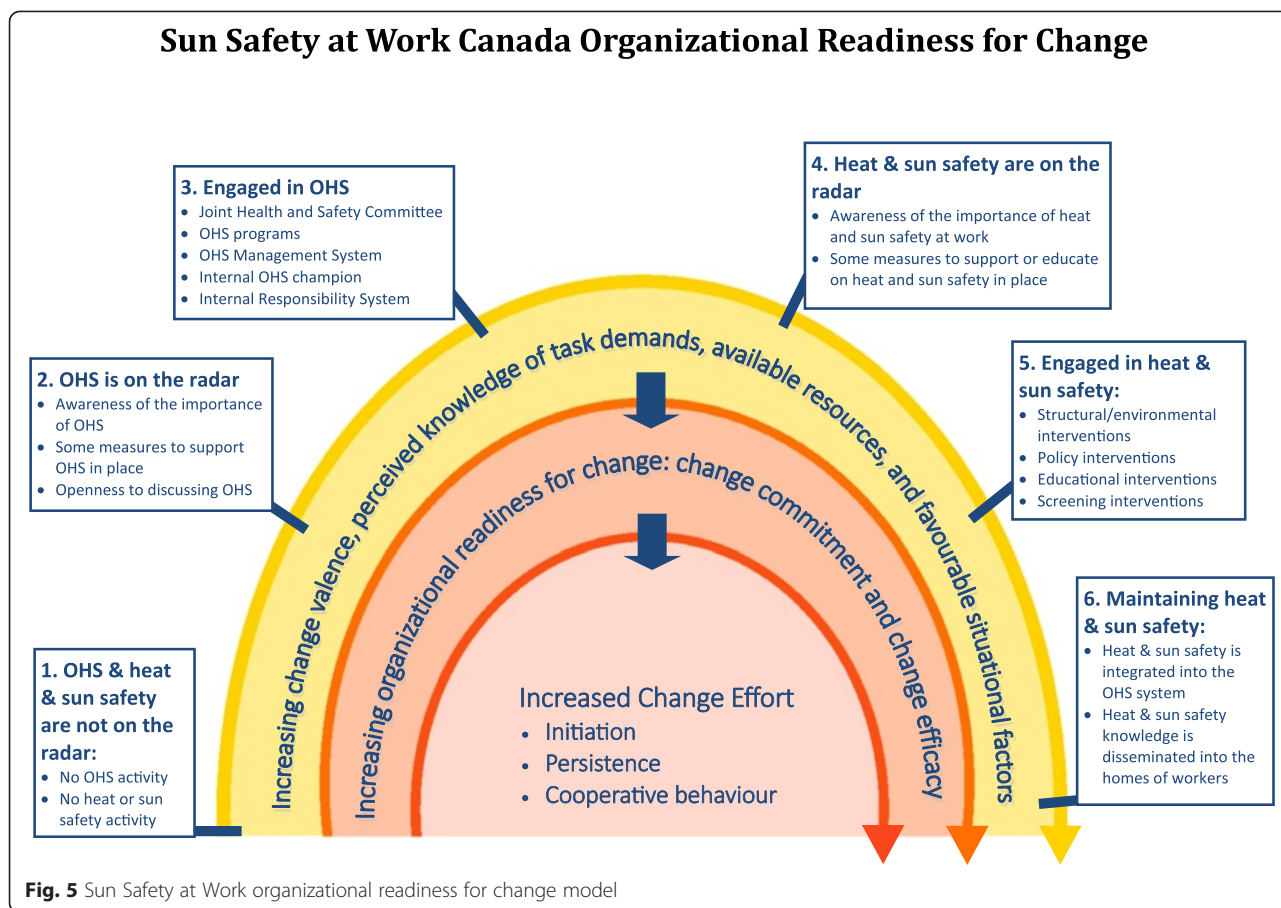 Sun Safety at Work Canada Organizational Readiness for Change
1. OHS & heat
& sun safety
are not on the
radar:
• No OHS activity
• No heat or sun
safety activity
2. OHS is on the radar
• Awareness of the importance
of OHS
• Some measures to support
OHS in place
• Openness to discussing OHS
3. Engaged in OHS
• Joint Health and Safety Committee
• OHS programs
• OHS Management System
• Internal OHS champion
• Internal Responsibility System
4. Heat & sun safety are on the
radar
• Awareness of the importance of heat
and sun safety at work
• Some measures to support or educate
on heat and sun safety in place
5. Engaged in heat &
sun safety:
• Structural/environmental
interventions
• Policy interventions
• Educational interventions
• Screening interventions
6. Maintaining heat
& sun safety:
• Heat & sun safety is
integrated into the
OHS system
• Heat & sun safety
knowledge is
disseminated into the
homes of workers
Increasing change valence, perceived knowledge of task demands, available resources, and favourable situational factors
Increasing organizational readiness for change: change commitment and change efficacy
Increased Change Effort
• Initiation
• Persistence
• Cooperative behaviour
Fig. 5 Sun Safety at Work organizational readiness for change model